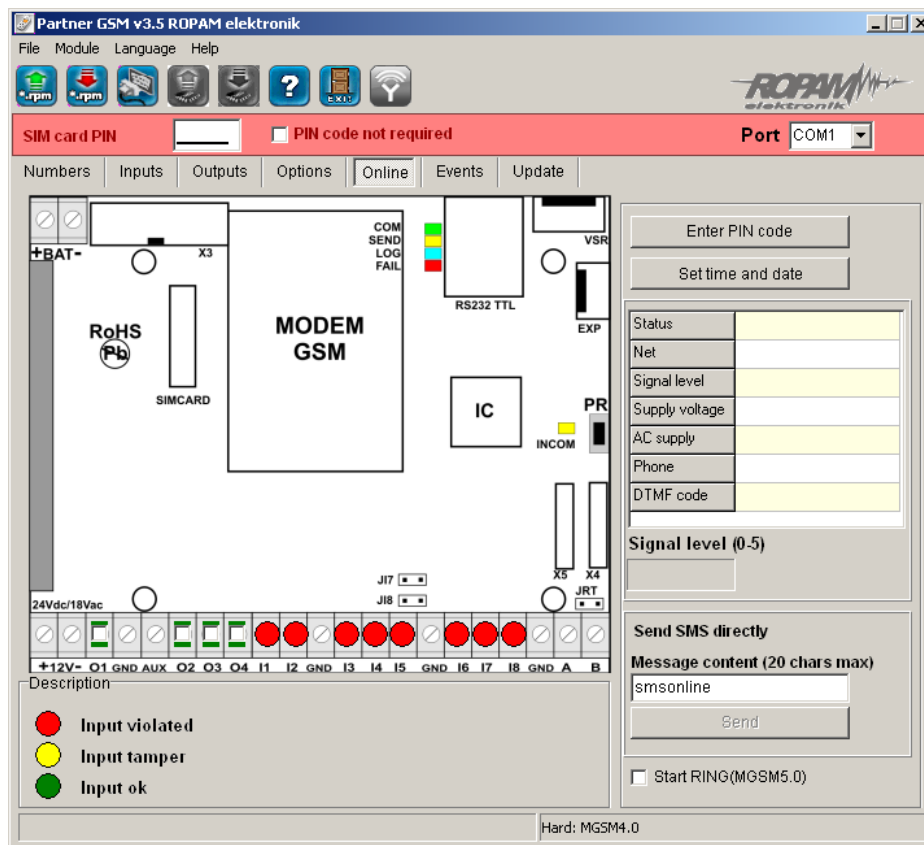 Partner GSM v3.5 ROPAM elektronik
File Module Language Help
*.rpm *.rpm ? EXIT
ROPAM
elektronik
SIM card PIN PIN code not required Port COM1
Numbers Inputs Outputs Options Online Events Update
+BAT-
X3
COM
SEND
LOG
FAIL
RS232 TTL
VSR
EXP
RoHS
Pb
SIMCARD
MODEM
GSM
IC
PR
INCOM
JI7
JI8
X5 X4
JRT
24Vdc/18Vac
+12V- O1 GND AUX O2 O3 O4 I1 I2 GND I3 I4 I5 GND I6 I7 I8 GND A B
Enter PIN code
Set time and date
Status
Net
Signal level
Supply voltage
AC supply
Phone
DTMF code
Signal level (0-5)
Send SMS directly
Message content (20 chars max)
smsonline
Send
Start RING(MGSM5.0)
Description
Input violated
Input tamper
Input ok
Hard: MGSM4.0